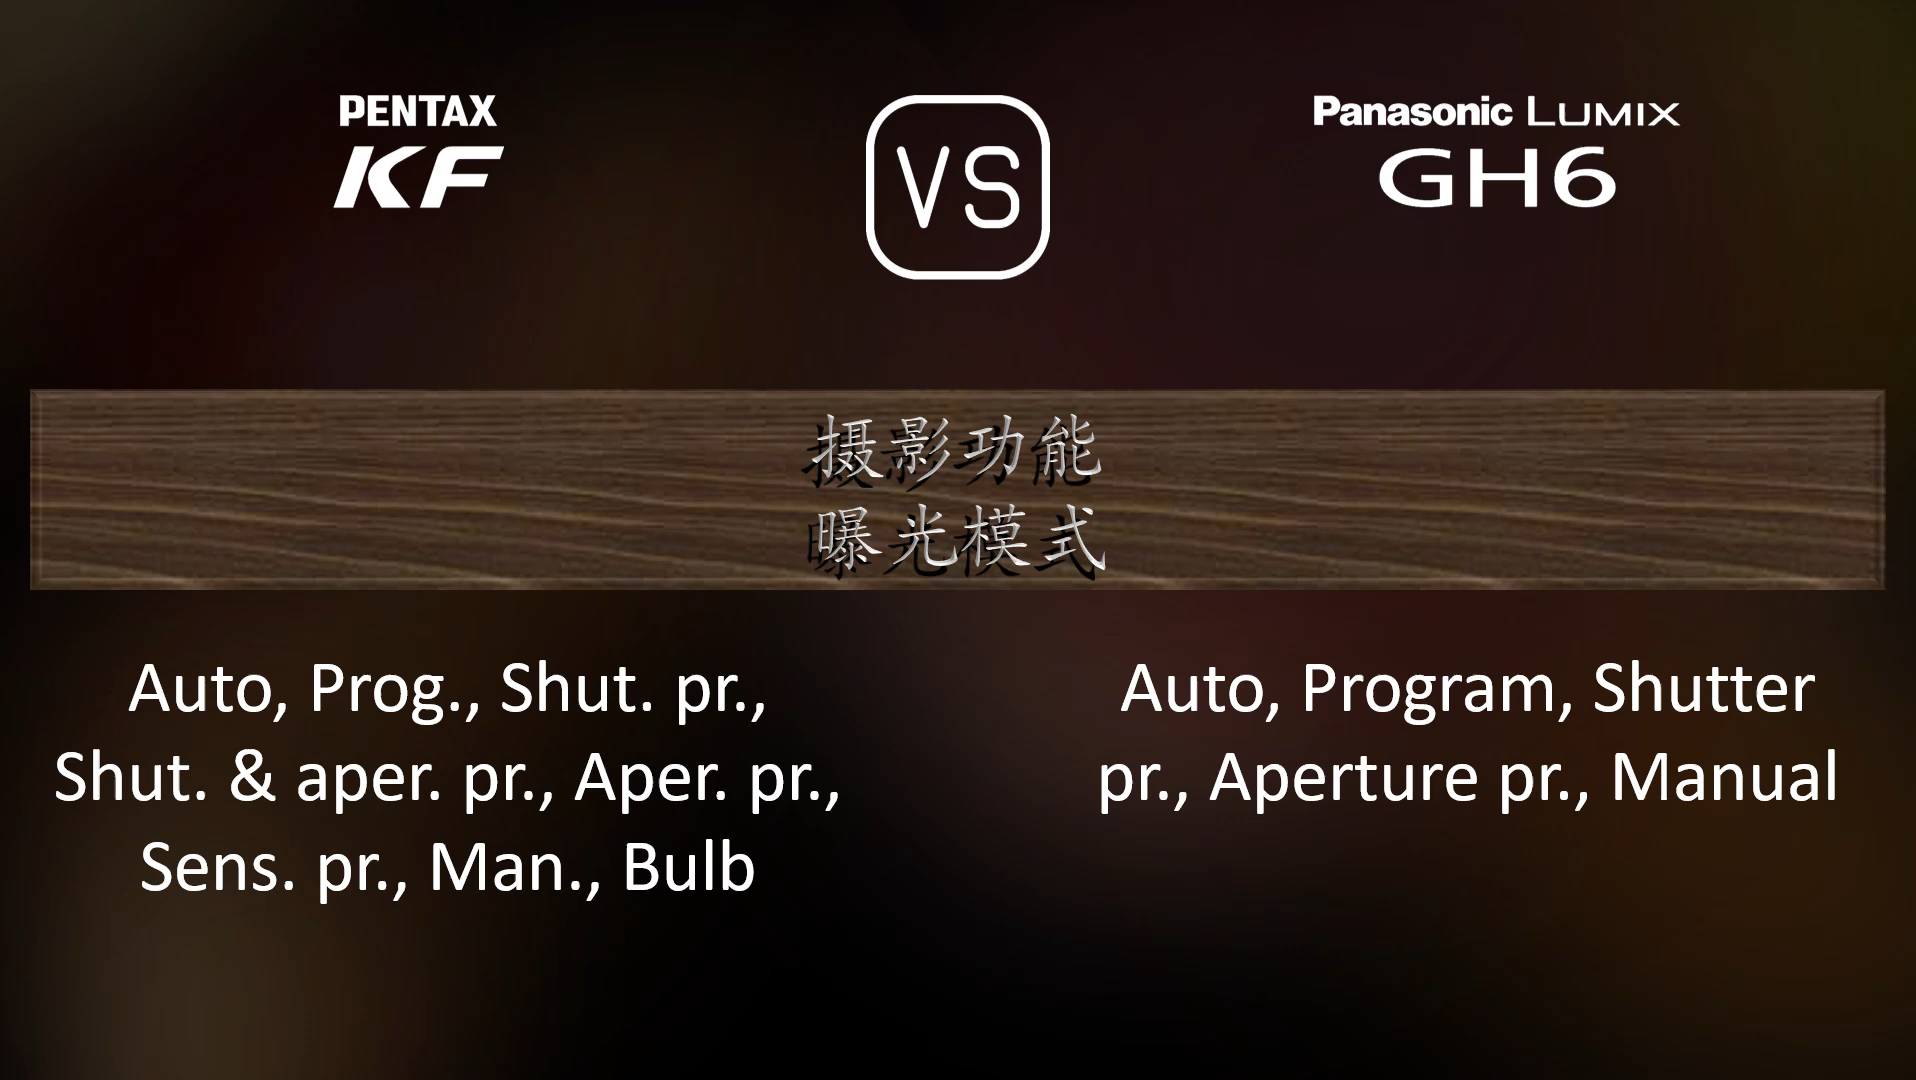 PENTAX
KF
VS
Panasonic LUMIX
GH6
摄影功能
曝光模式
Auto, Prog., Shut. pr.,
Shut. & aper. pr., Aper. pr.,
Sens. pr., Man., Bulb
Auto, Program, Shutter
pr., Aperture pr., Manual